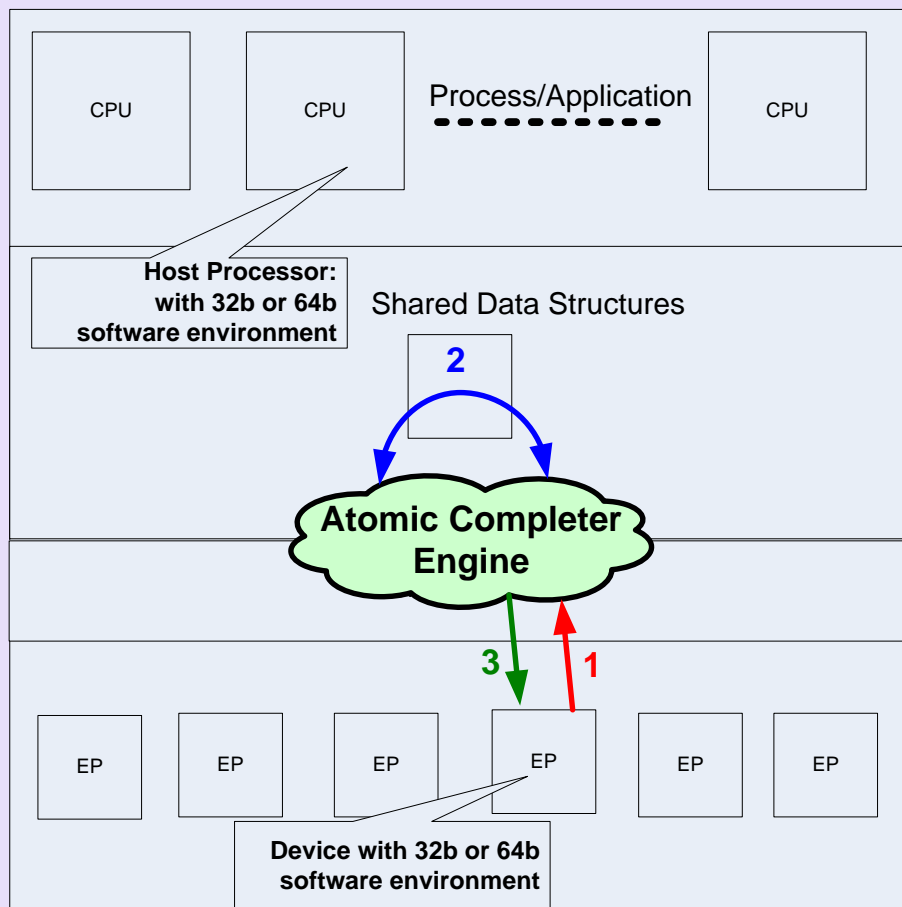 CPU
CPU
Process/Application
CPU
Host Processor:
with 32b or 64b
software environment
Shared Data Structures
2
Atomic Completer
Engine
3
1
EP
EP
EP
EP
EP
EP
Device with 32b or 64b
software environment